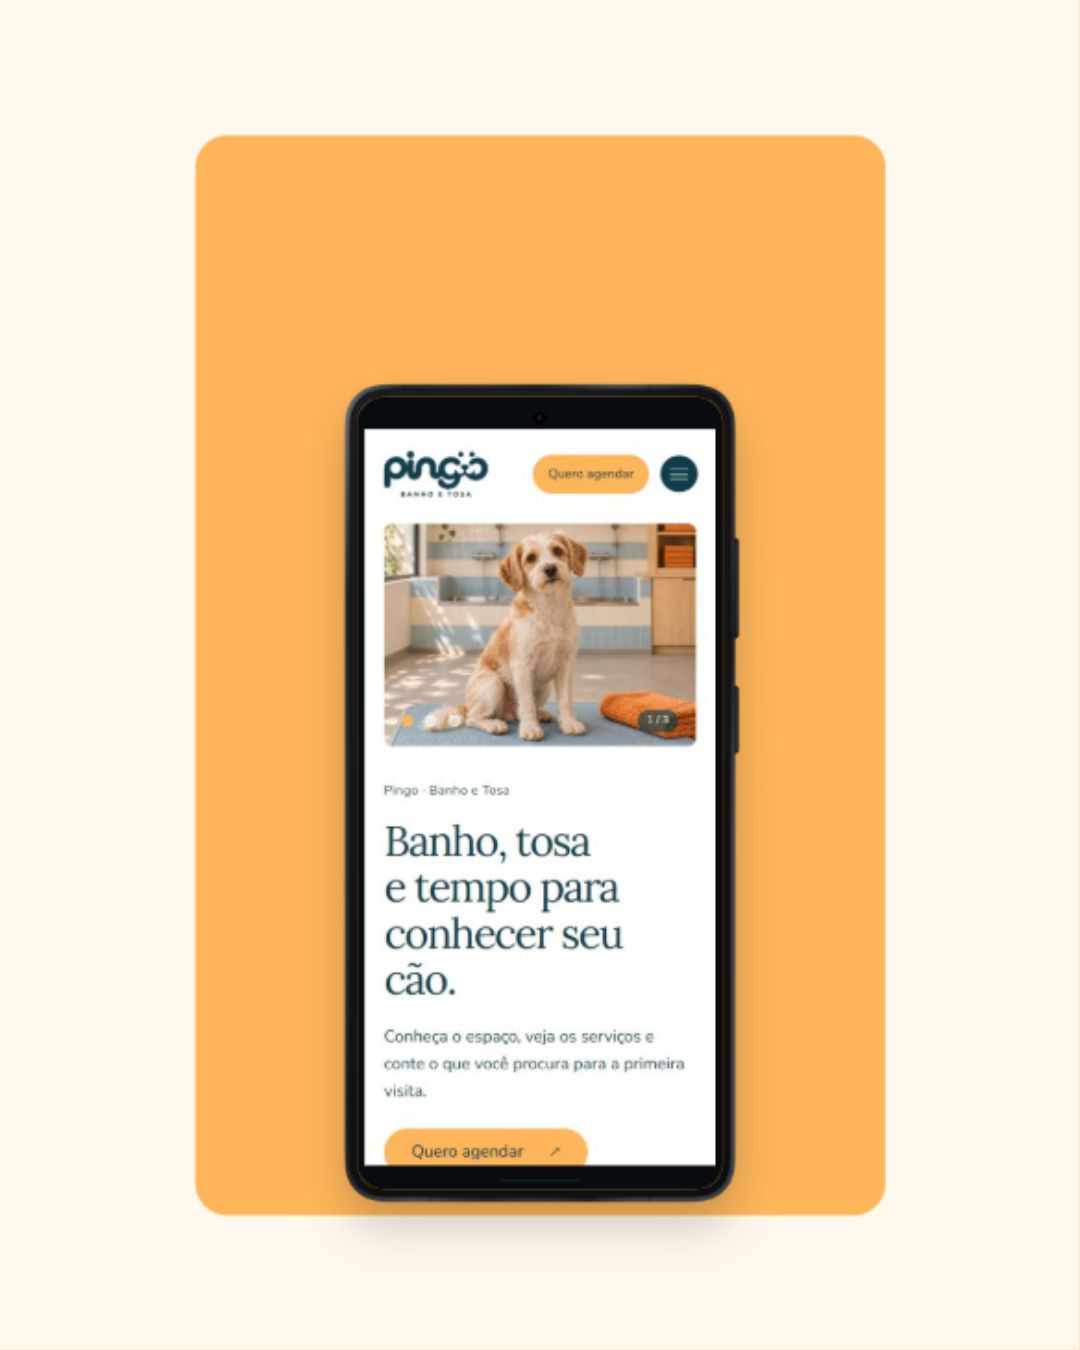 pingo
BANHO E TOSA
Quero agendar
1 / 3
Pingo · Banho e Tosa
Banho, tosa
e tempo para
conhecer seu
cão.
Conheça o espaço, veja os serviços e
conte o que você procura para a primeira
visita.
Quero agendar ↗